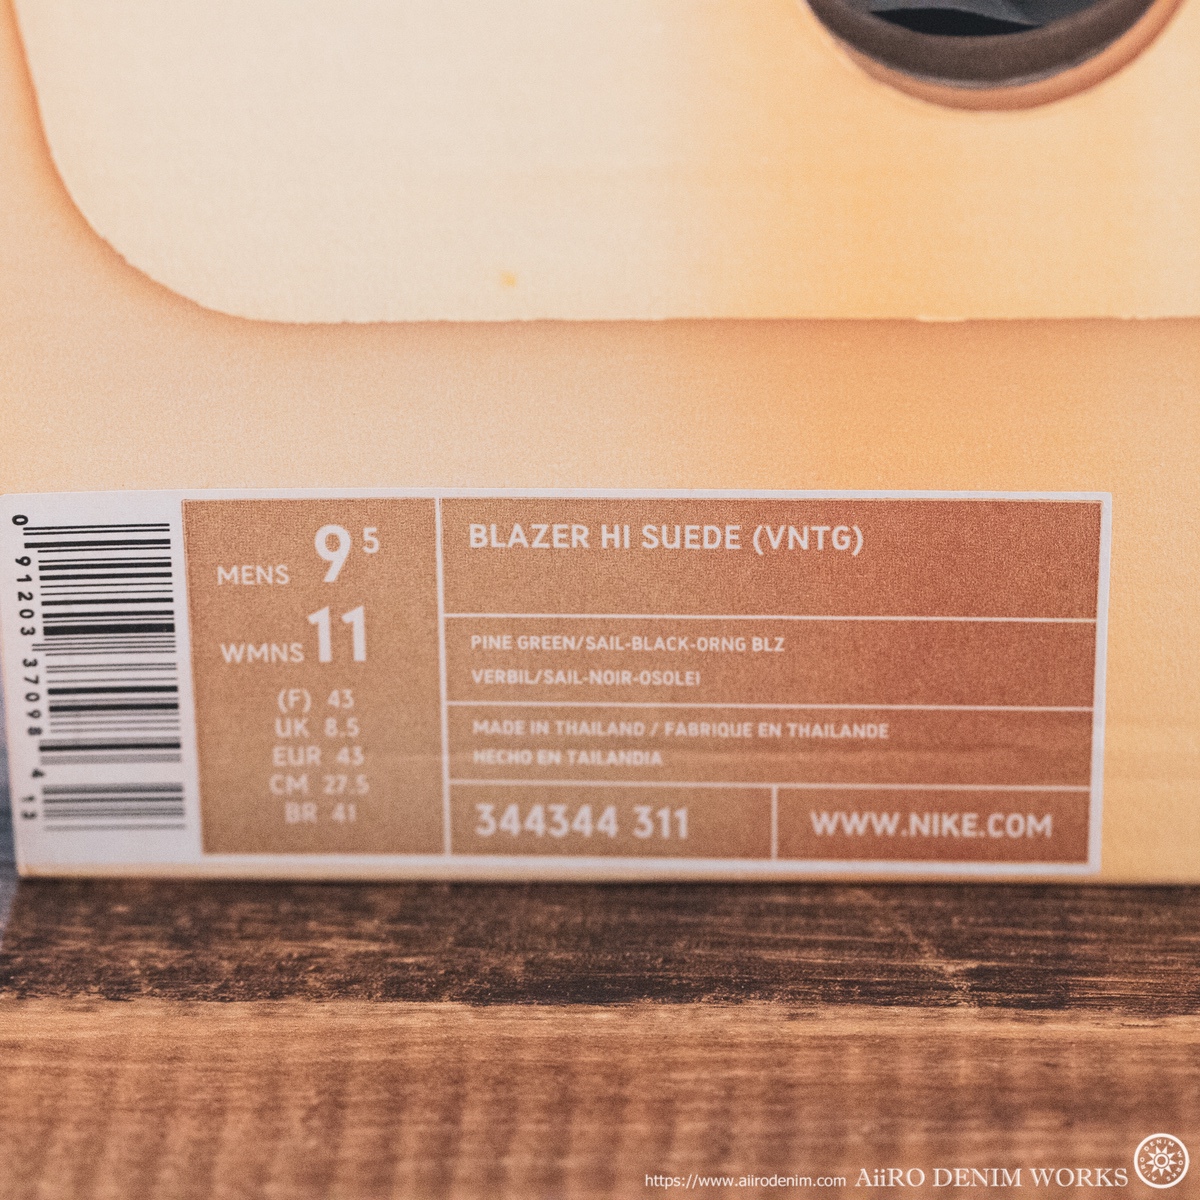 0 91203 37098 4 13
MENS 9 5
WMNS 11
(F) 43
UK 8.5
EUR 43
CM 27.5
BR 41
BLAZER HI SUEDE (VNTG)
PINE GREEN/SAIL-BLACK-ORNG BLZ
VERBIL/SAIL-NOIR-OSOLEI
MADE IN THAILAND / FABRIQUE EN THAILANDE
HECHO EN TAILANDIA
344344 311
WWW.NIKE.COM
https://www.aiirodenim.com AiiRO DENIM WORKS